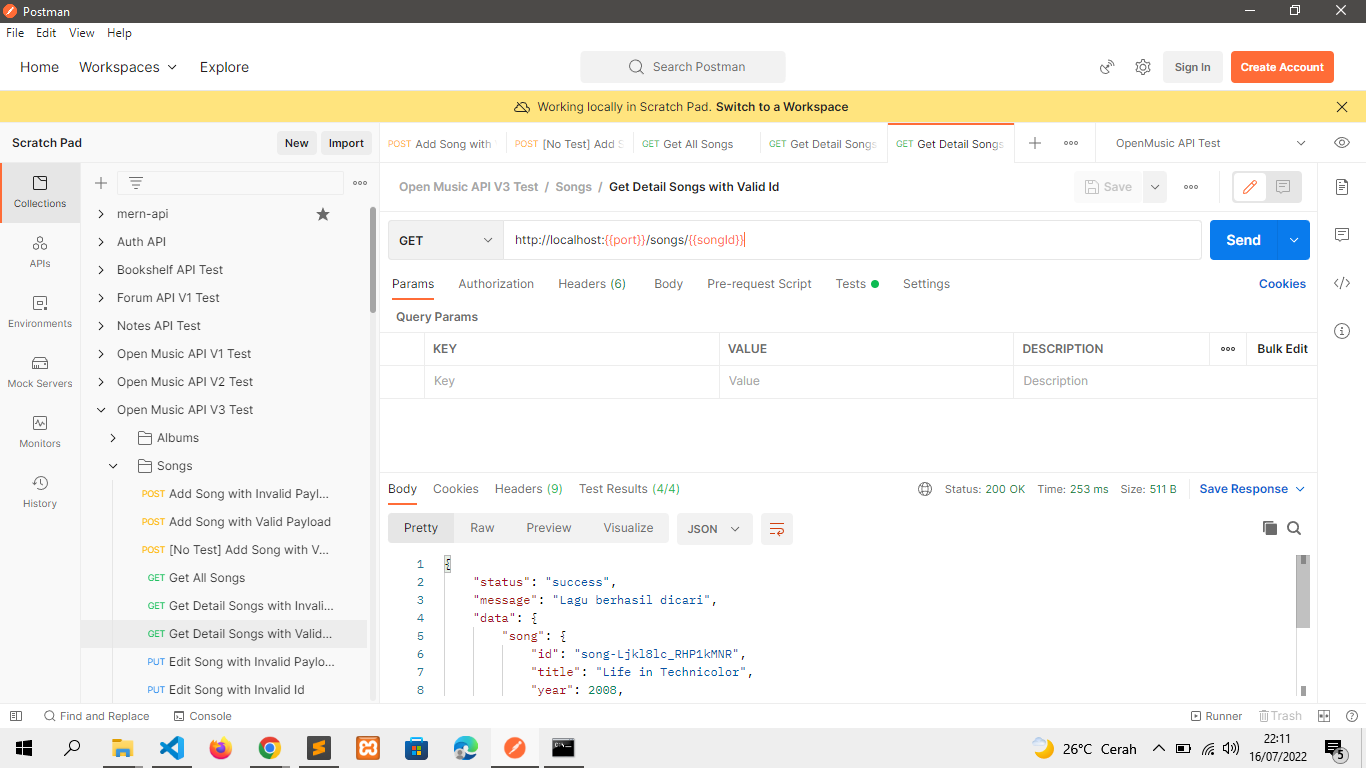 Postman
File Edit View Help
Home Workspaces Explore
Search Postman
Sign In
Create Account
Working locally in Scratch Pad. Switch to a Workspace
Scratch Pad
New
Import
POST Add Song with
POST [No Test] Add S
GET Get All Songs
GET Get Detail Songs
GET Get Detail Songs
OpenMusic API Test
Collections
APIs
Environments
Mock Servers
Monitors
History
mern-api
Auth API
Bookshelf API Test
Forum API V1 Test
Notes API Test
Open Music API V1 Test
Open Music API V2 Test
Open Music API V3 Test
Albums
Songs
POST Add Song with Invalid Payl...
POST Add Song with Valid Payload
POST [No Test] Add Song with V...
GET Get All Songs
GET Get Detail Songs with Invali...
GET Get Detail Songs with Valid...
PUT Edit Song with Invalid Paylo...
PUT Edit Song with Invalid Id
Open Music API V3 Test / Songs / Get Detail Songs with Valid Id
Save
GET
http://localhost:{{port}}/songs/{{songId}}
Send
Params Authorization Headers (6) Body Pre-request Script Tests Settings
Cookies
Query Params
KEY VALUE DESCRIPTION
Bulk Edit
Key Value Description
Body Cookies Headers (9) Test Results (4/4)
Status: 200 OK Time: 253 ms Size: 511 B
Save Response
Pretty Raw Preview Visualize
JSON
1 {
2 "status": "success",
3 "message": "Lagu berhasil dicari",
4 "data": {
5 "song": {
6 "id": "song-Ljkl8lc_RHP1kMNR",
7 "title": "Life in Technicolor",
8 "year": 2008,
Find and Replace
Console
Runner
Trash
26°C Cerah
22:11
16/07/2022
5